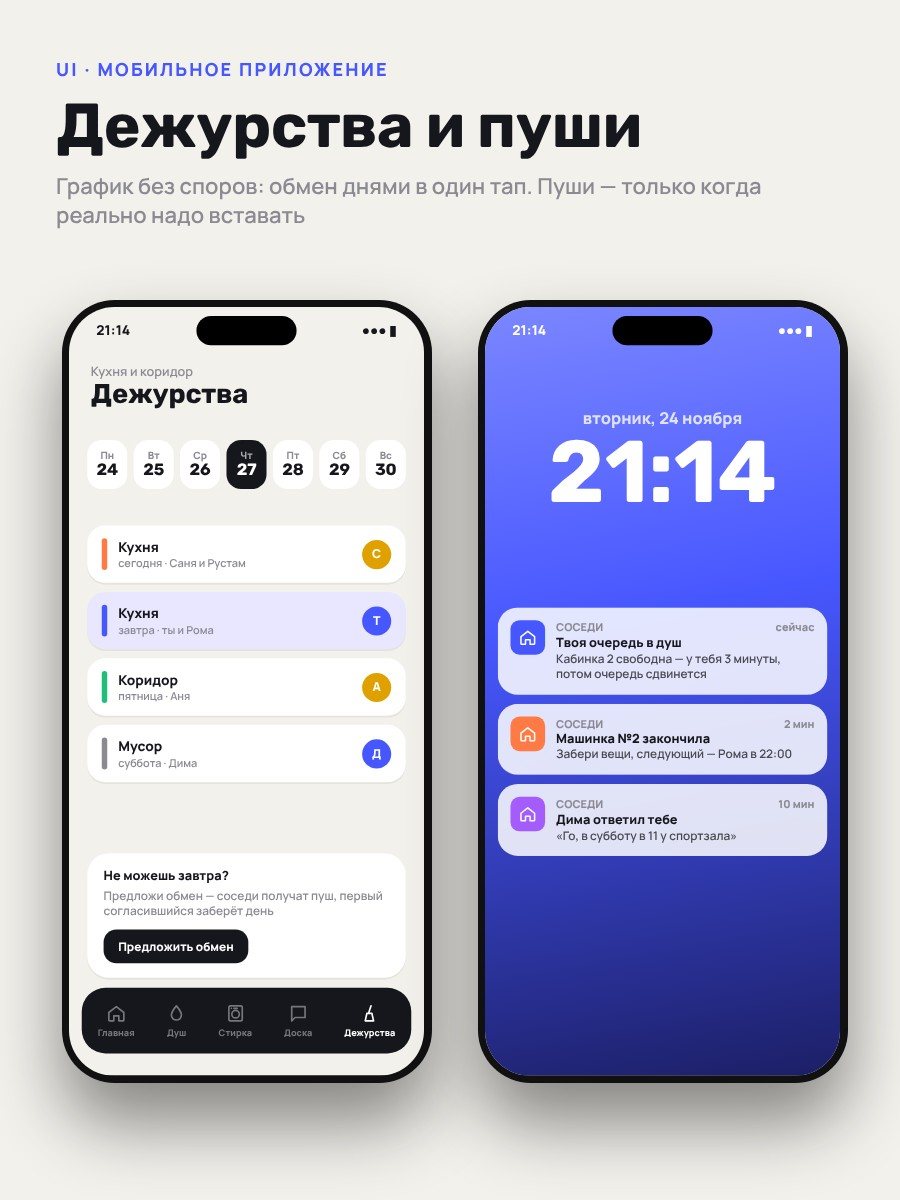 UI · МОБИЛЬНОЕ ПРИЛОЖЕНИЕ
Дежурства и пуши
График без споров: обмен днями в один тап. Пуши — только когда
реально надо вставать
21:14
Кухня и коридор
Дежурства
Пн Вт Ср Чт Пт Сб Вс
24 25 26 27 28 29 30
Кухня
сегодня · Саня и Рустам
С
Кухня
завтра · ты и Рома
Т
Коридор
пятница · Аня
А
Мусор
суббота · Дима
Д
Не можешь завтра?
Предложи обмен — соседи получат пуш, первый
согласившийся заберёт день
Предложить обмен
Главная Душ Стирка Доска Дежурства
21:14
вторник, 24 ноября
21:14
СОСЕДИ сейчас
Твоя очередь в душ
Кабинка 2 свободна — у тебя 3 минуты,
потом очередь сдвинется
СОСЕДИ 2 мин
Машинка №2 закончила
Забери вещи, следующий — Рома в 22:00
СОСЕДИ 10 мин
Дима ответил тебе
«Го, в субботу в 11 у спортзала»